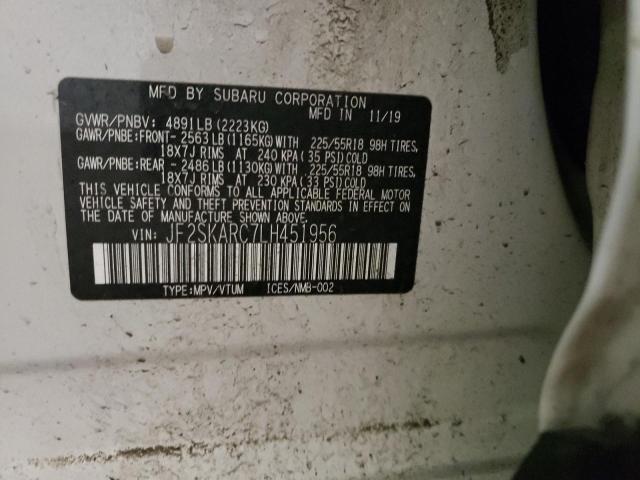 MFD BY SUBARU CORPORATION MFD IN 11/19
GVWR/PNBV: 4891LB (2223KG)
GAWR/PNBE:FRONT- 2563LB (1165KG)WITH 225/55R18 98H TIRES,
18X7J RIMS AT 240 KPA( 35 PSI)COLD
GAWR/PNBE:REAR - 2486LB (1130KG)WITH 225/55R18 98H TIRES,
18X7J RIMS AT 230 KPA( 33 PSI)COLD
THIS VEHICLE CONFORMS TO ALL APPLICABLE FEDERAL MOTOR
VEHICLE SAFETY AND THEFT PREVENTION STANDARDS IN EFFECT
ON THE DATE OF MANUFACTURE SHOWN ABOVE.
VIN: JF2SKARC7LH451956
TYPE:MPV/VTUM ICES/NMB-002